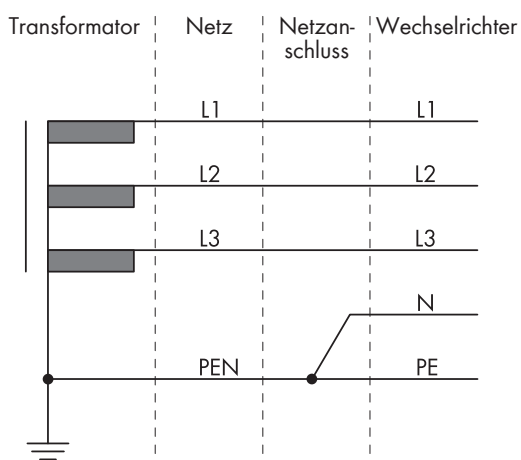 Transformator
Netz
Netzan-
schluss
Wechselrichter
L1
L1
L2
L2
L3
L3
N
PEN
PE